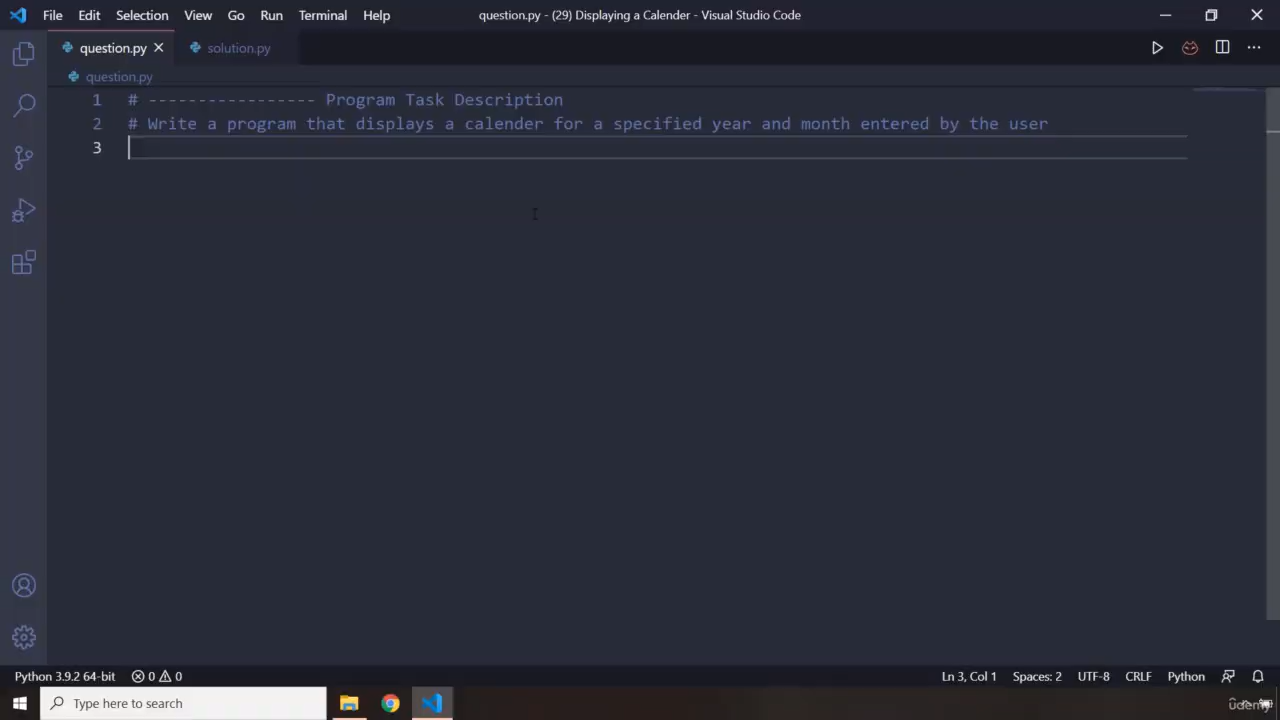 File Edit Selection View Go Run Terminal Help question.py - (29) Displaying a Calender - Visual Studio Code
question.py solution.py
question.py
1 # ----------------- Program Task Description
2 # Write a program that displays a calender for a specified year and month entered by the user
3
Python 3.9.2 64-bit 0 0 Ln 3, Col 1 Spaces: 2 UTF-8 CRLF Python
Type here to search
udemy